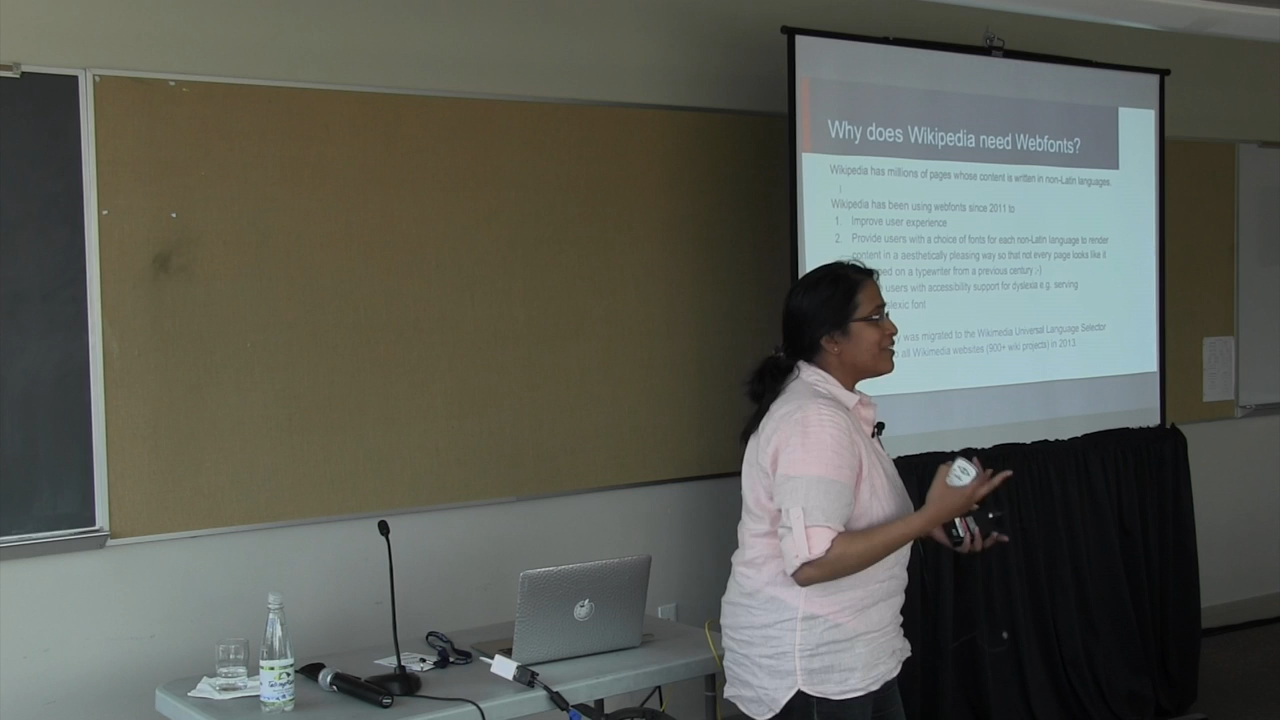 Why does Wikipedia need Webfonts?
Wikipedia has millions of pages whose content is written in non-Latin languages.
Wikipedia has been using webfonts since 2011 to
1. Improve user experience
2. Provide users with a choice of fonts for each non-Latin language to render
content in a aesthetically pleasing way so that not every page looks like it
on a typewriter from a previous century :-)
users with accessibility support for dyslexia e.g. serving
font
was migrated to the Wikimedia Universal Language Selector
all Wikimedia websites (900+ wiki projects) in 2013.